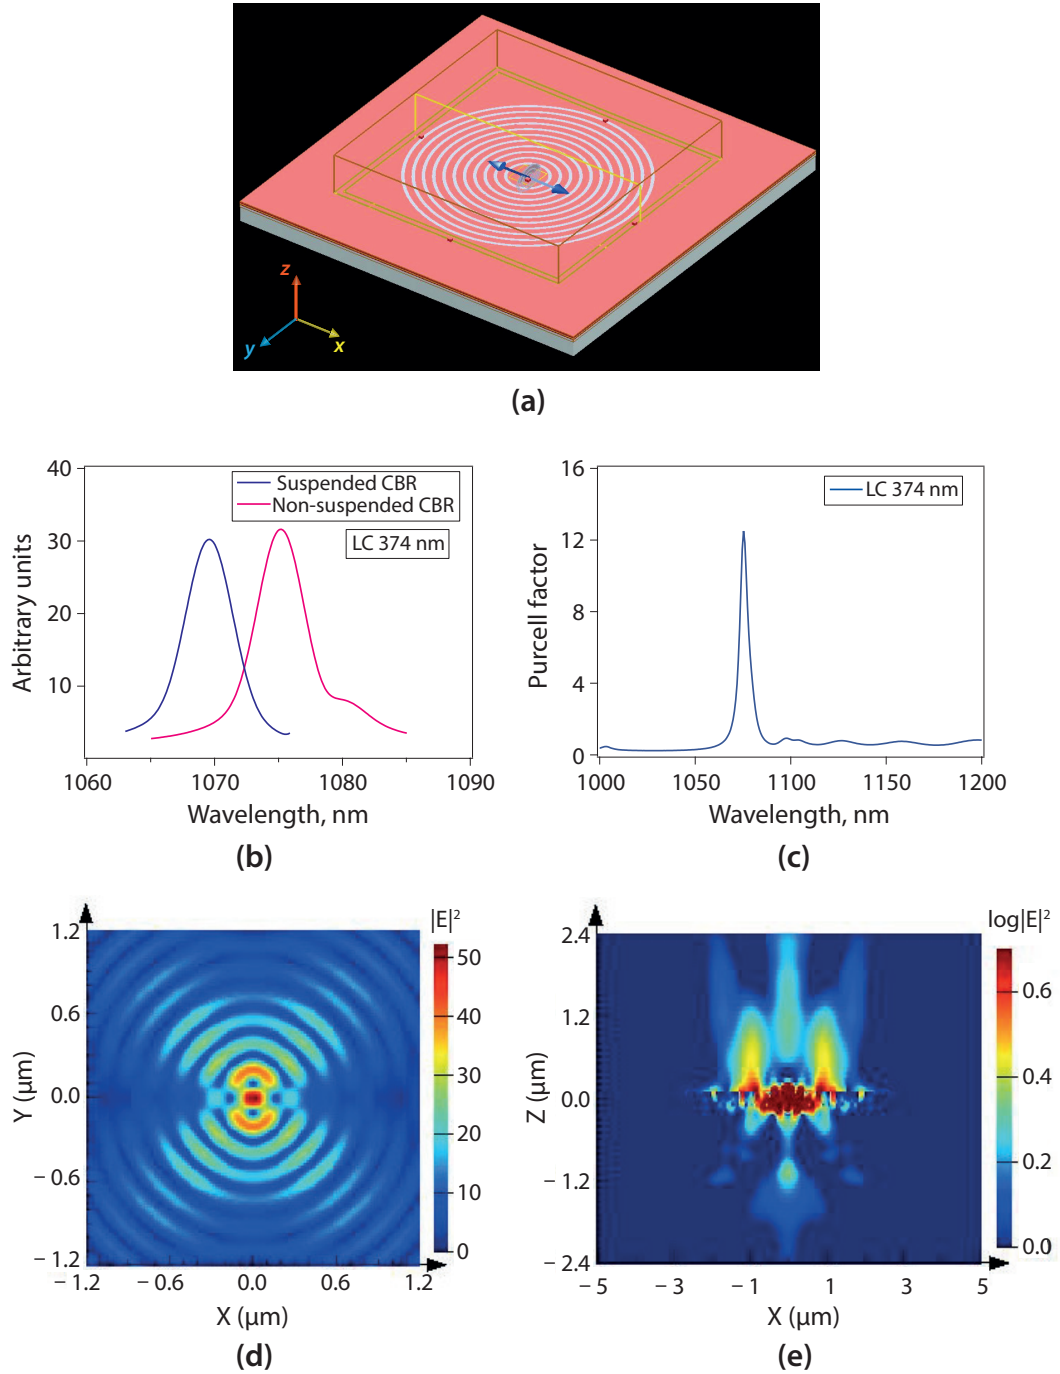 z
y
x
(a)
40
30
20
10
Arbitrary units
Suspended CBR
Non-suspended CBR
LC 374 nm
1060 1070 1080 1090
Wavelength, nm
(b)
16
12
8
4
0
Purcell factor
LC 374 nm
1000 1050 1100 1150 1200
Wavelength, nm
(c)
|E|²
1.2
0.6
0.0
− 0.6
− 1.2
Y (µm)
50
40
30
20
10
0
− 1.2 − 0.6 0.0 0.6 1.2
X (µm)
(d)
log|E|²
2.4
1.2
0.0
− 1.2
− 2.4
Z (µm)
0.6
0.4
0.2
0.0
− 5 − 3 − 1 1 3 5
X (µm)
(e)